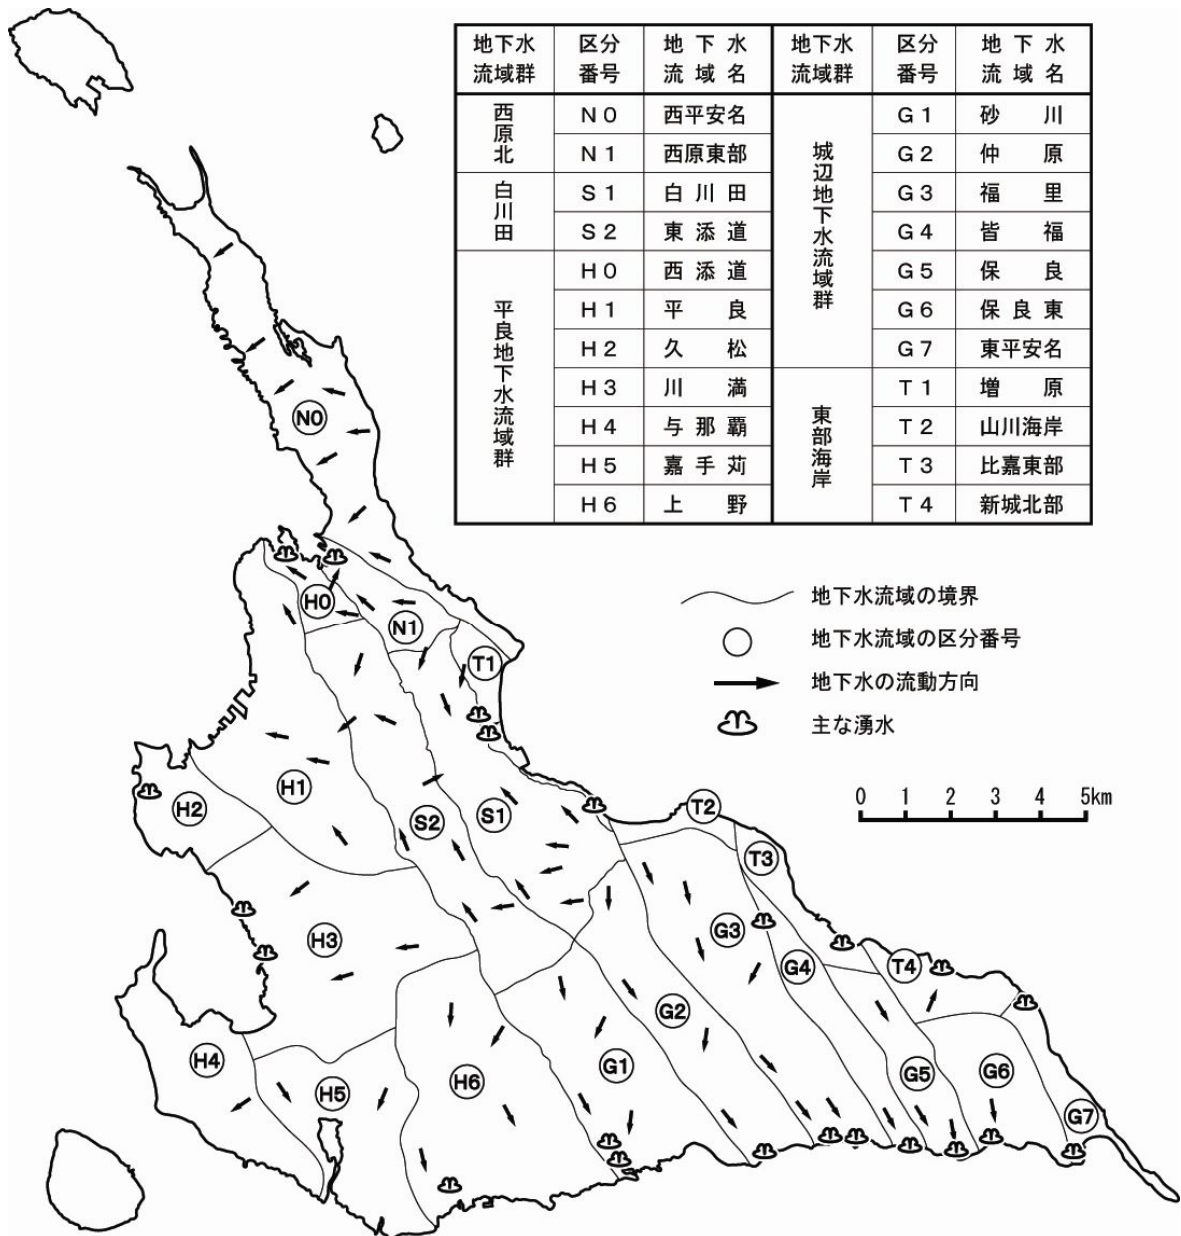 地下水流域群 区分番号 地下水流域名 地下水流域群 区分番号 地下水流域名
西原北 N0 西平安名
N1 西原東部
白川田 S1 白川田
S2 東添道
平良地下水流域群 H0 西添道
H1 平良
H2 久松
H3 川満
H4 与那覇
H5 嘉手苅
H6 上野
城辺地下水流域群 G1 砂川
G2 仲原
G3 福里
G4 皆福
G5 保良
G6 保良東
G7 東平安名
東部海岸 T1 増原
T2 山川海岸
T3 比嘉東部
T4 新城北部
地下水流域の境界
地下水流域の区分番号
地下水の流動方向
主な湧水
0 1 2 3 4 5km
N0
H0
N1
T1
H1
H2
S2
S1
T2
T3
H3
G3
G4
T4
G2
H4
H5
H6
G1
G5
G6
G7